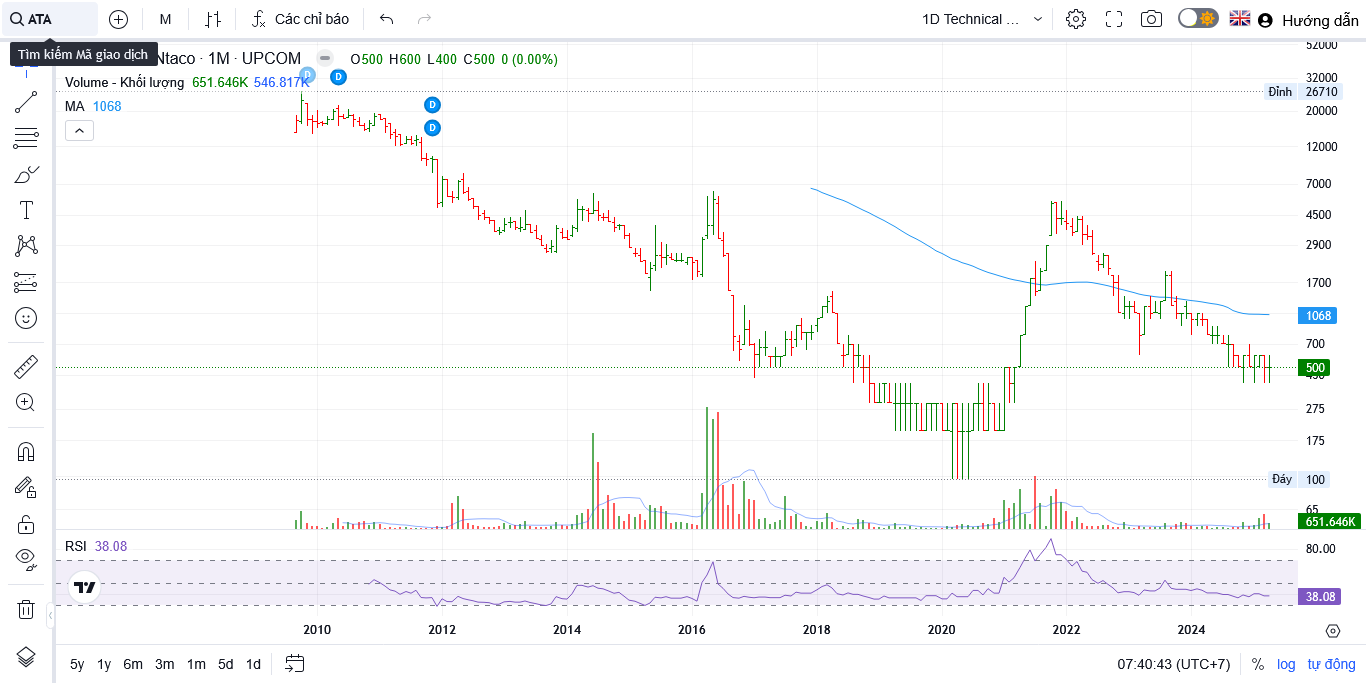 ATA
M
Các chỉ báo
1D Technical ...
Hướng dẫn
Tìm kiếm Mã giao dịch
Ntaco · 1M · UPCOM
O500 H600 L400 C500 0 (0.00%)
Volume - Khối lượng 651.646K 546.817K
MA 1068
D
D
D
D
52000
32000
Đỉnh 26710
20000
12000
7000
4500
2900
1700
1068
700
500
450
275
175
Đáy 100
65
651.646K
RSI 38.08
80.00
38.08
2010 2012 2014 2016 2018 2020 2022 2024
5y 1y 6m 3m 1m 5d 1d
07:40:43 (UTC+7)
% log tự động